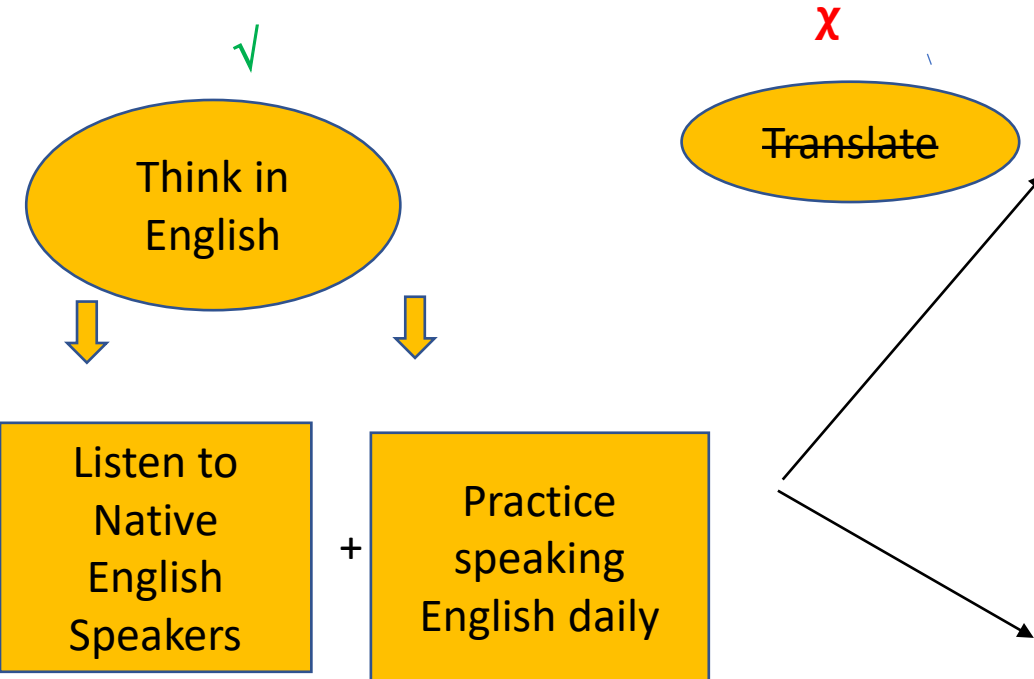 √
χ
\
Think in
English
Translate
Listen to
Native
English
Speakers
+
Practice
speaking
English daily